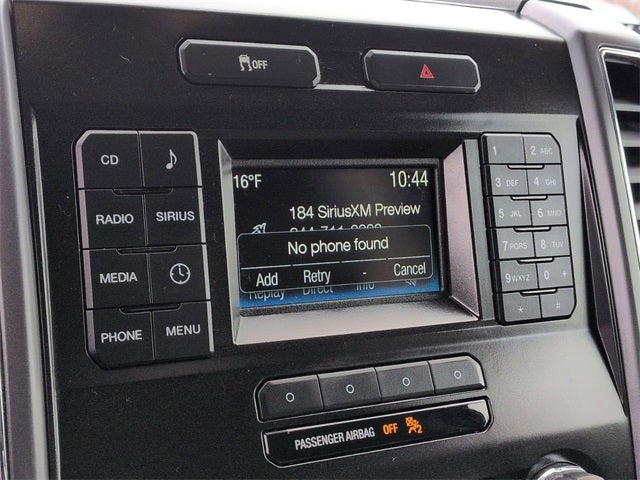 OFF
CD
RADIO SIRIUS
MEDIA
PHONE MENU
16°F 10:44
184 SiriusXM Preview
No phone found
Add Retry - Cancel
Replay Direct Info
1 2 ABC
3 DEF 4 GHI
5 JKL 6 MNO
7 PQRS 8 TUV
9 WXYZ 0 +
* #
PASSENGER AIRBAG OFF 2